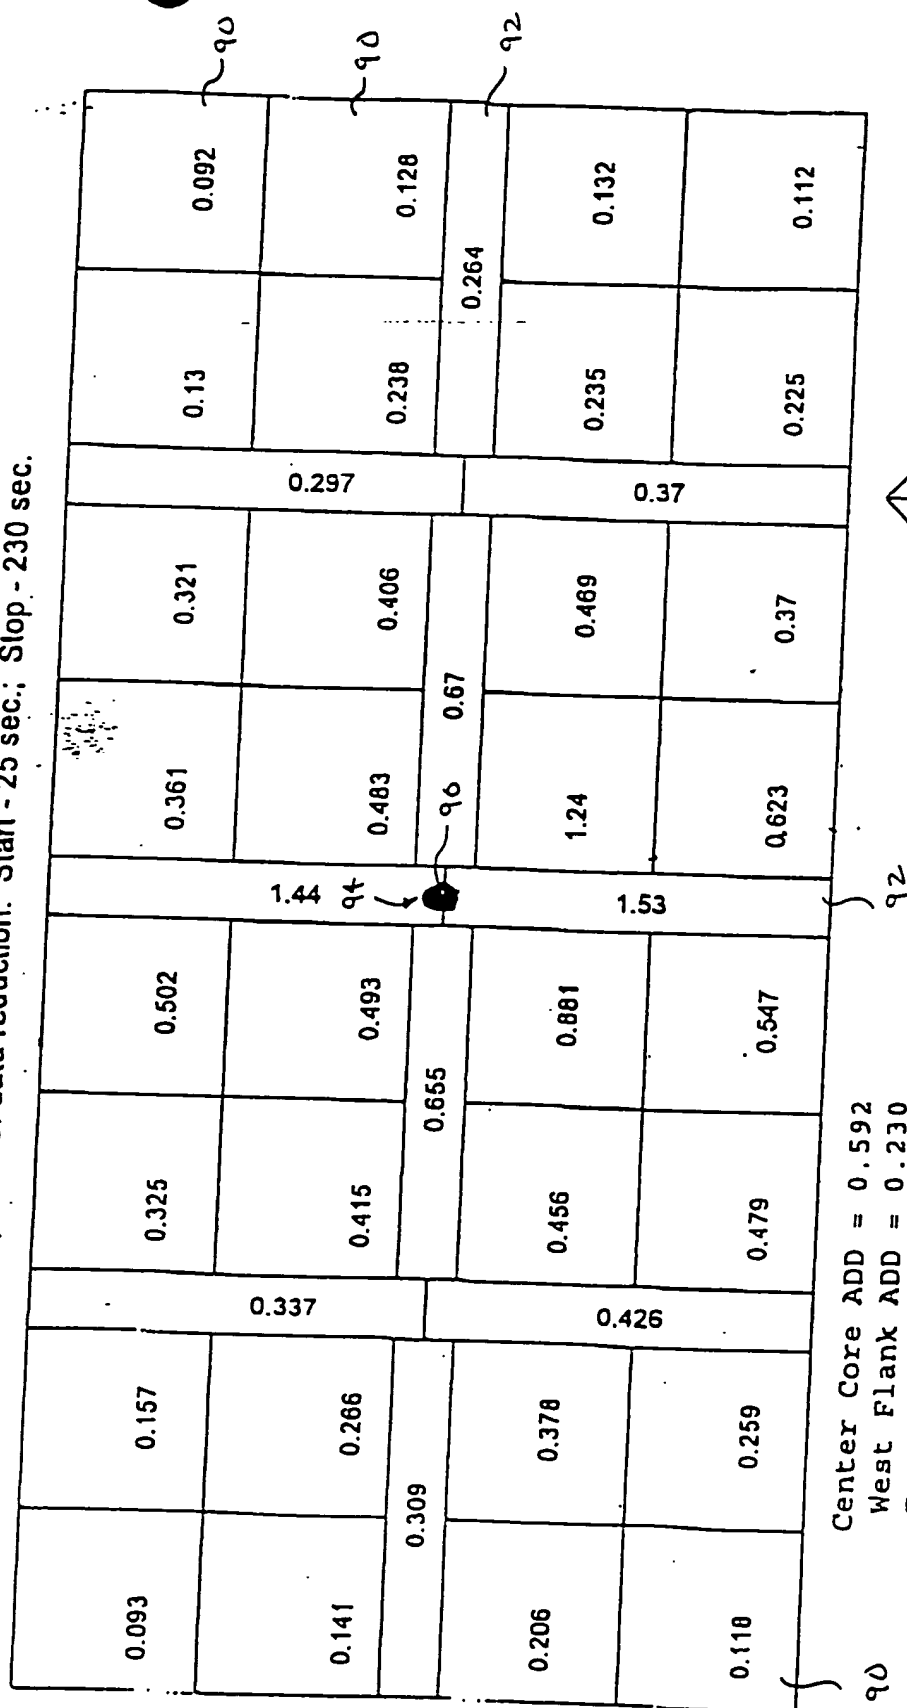 data reduction. Start - 25 sec.; Stop - 230 sec.
0.093 0.157 0.325 0.502 0.361 0.321 0.13 0.092 90
0.337 1.44 0.297
94
0.141 0.266 0.415 0.493 0.483 0.406 0.238 0.128 90
96
0.309 0.655 0.67 0.264 92
0.206 0.378 0.456 0.881 1.24 0.469 0.235 0.132
0.426 1.53 0.37
0.118 0.259 0.479 0.547 0.623 0.37 0.225 0.112
90 92
Center Core ADD = 0.592
West Flank ADD = 0.230